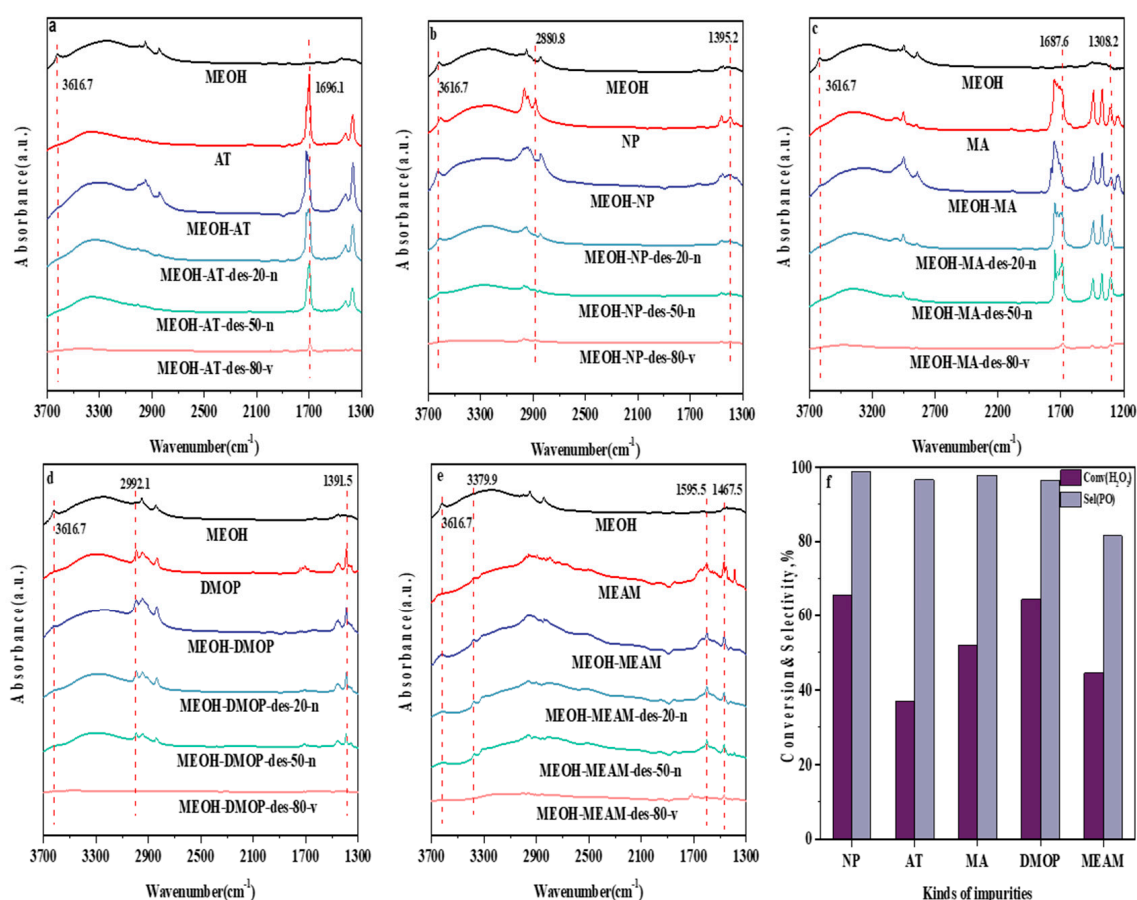 a
3616.7
1696.1
MEOH
AT
MEOH-AT
MEOH-AT-des-20-n
MEOH-AT-des-50-n
MEOH-AT-des-80-v
Absorbance(a.u.)
3700 3300 2900 2500 2100 1700 1300
Wavenumber(cm-1)
b
2880.8
1395.2
3616.7
MEOH
NP
MEOH-NP
MEOH-NP-des-20-n
MEOH-NP-des-50-n
MEOH-NP-des-80-v
Absorbance(a.u.)
3700 3300 2900 2500 2100 1700 1300
Wavenumber(cm-1)
c
1687.6
1308.2
3616.7
MEOH
MA
MEOH-MA
MEOH-MA-des-20-n
MEOH-MA-des-50-n
MEOH-MA-des-80-v
Absorbance(a.u.)
3700 3200 2700 2200 1700 1200
Wavenumber(cm-1)
d
2992.1
1391.5
3616.7
MEOH
DMOP
MEOH-DMOP
MEOH-DMOP-des-20-n
MEOH-DMOP-des-50-n
MEOH-DMOP-des-80-v
Absorbance(a.u.)
3700 3300 2900 2500 2100 1700 1300
Wavenumber(cm-1)
e
3379.9
1595.5
1467.5
3616.7
MEOH
MEAM
MEOH-MEAM
MEOH-MEAM-des-20-n
MEOH-MEAM-des-50-n
MEOH-MEAM-des-80-v
Absorbance(a.u.)
3700 3300 2900 2500 2100 1700 1300
Wavenumber(cm-1)
f
Conv(H2O2)
Sel(PO)
100
80
60
40
20
0
Conversion & Selectivity,%
NP AT MA DMOP MEAM
Kinds of impurities